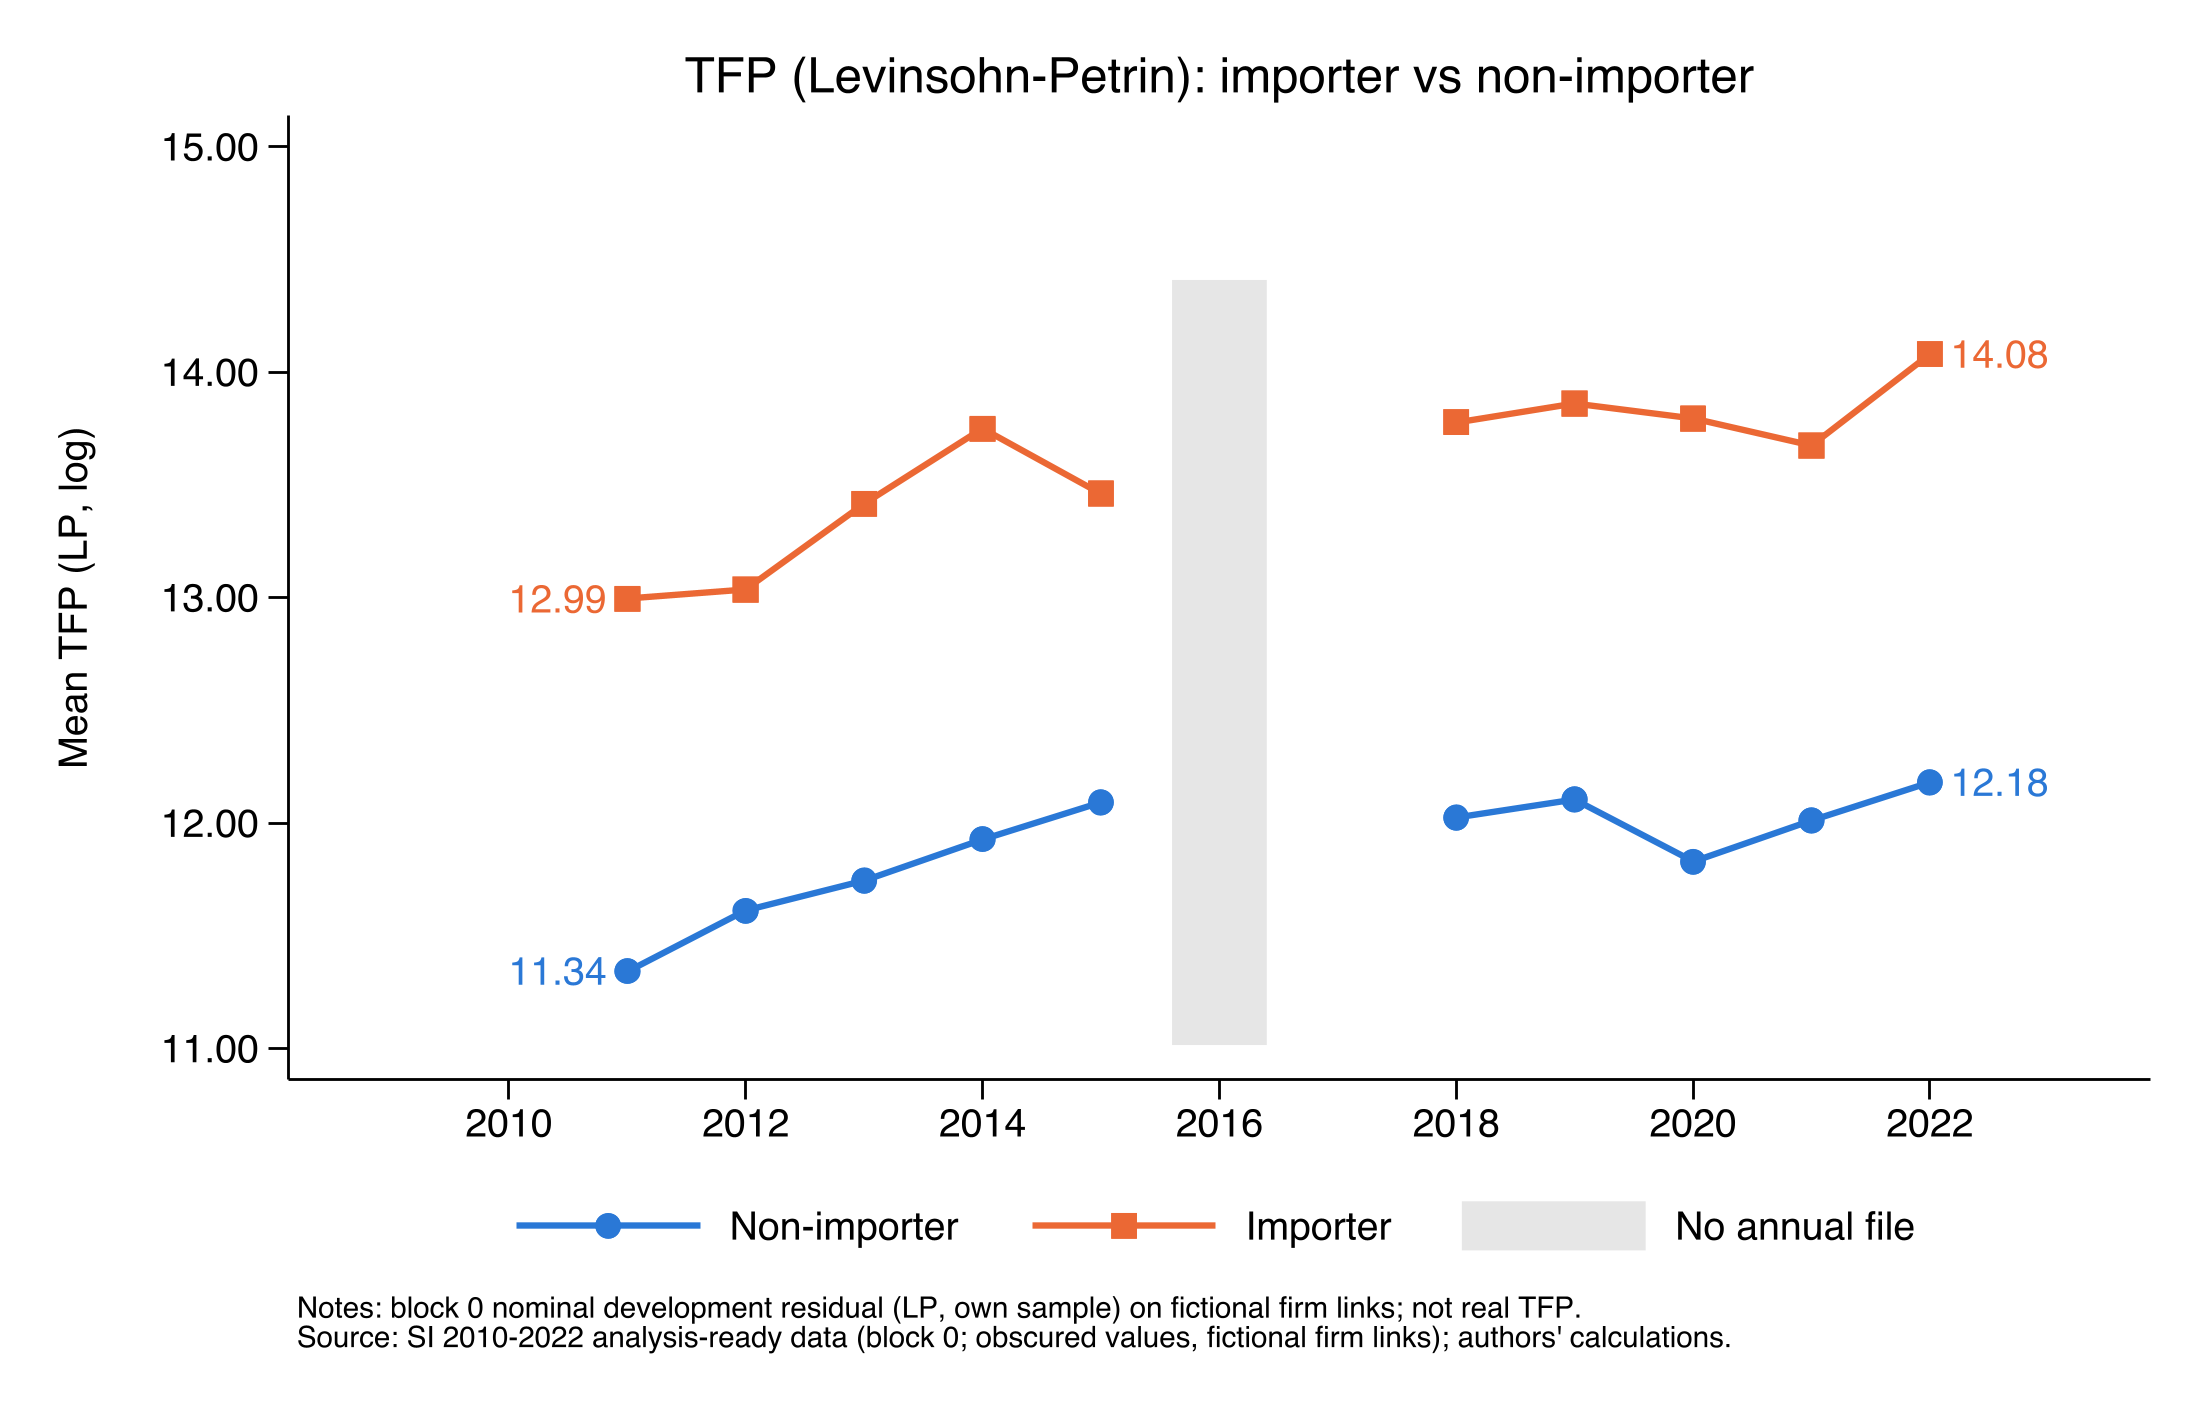 TFP (Levinsohn-Petrin): importer vs non-importer
Mean TFP (LP, log)
15.00
14.00
13.00
12.00
11.00
12.99
14.08
11.34
12.18
2010 2012 2014 2016 2018 2020 2022
Non-importer Importer No annual file
Notes: block 0 nominal development residual (LP, own sample) on fictional firm links; not real TFP.
Source: SI 2010-2022 analysis-ready data (block 0; obscured values, fictional firm links); authors' calculations.